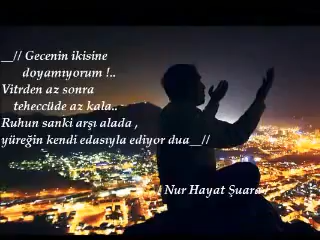 __// Gecenin ikisine
doyamıyorum !..
Vitrden az sonra
teheccüde az kala..
Ruhun sanki arşı alada ,
yüreğin kendi edasıyla ediyor dua__//
Nur Hayat Şuara